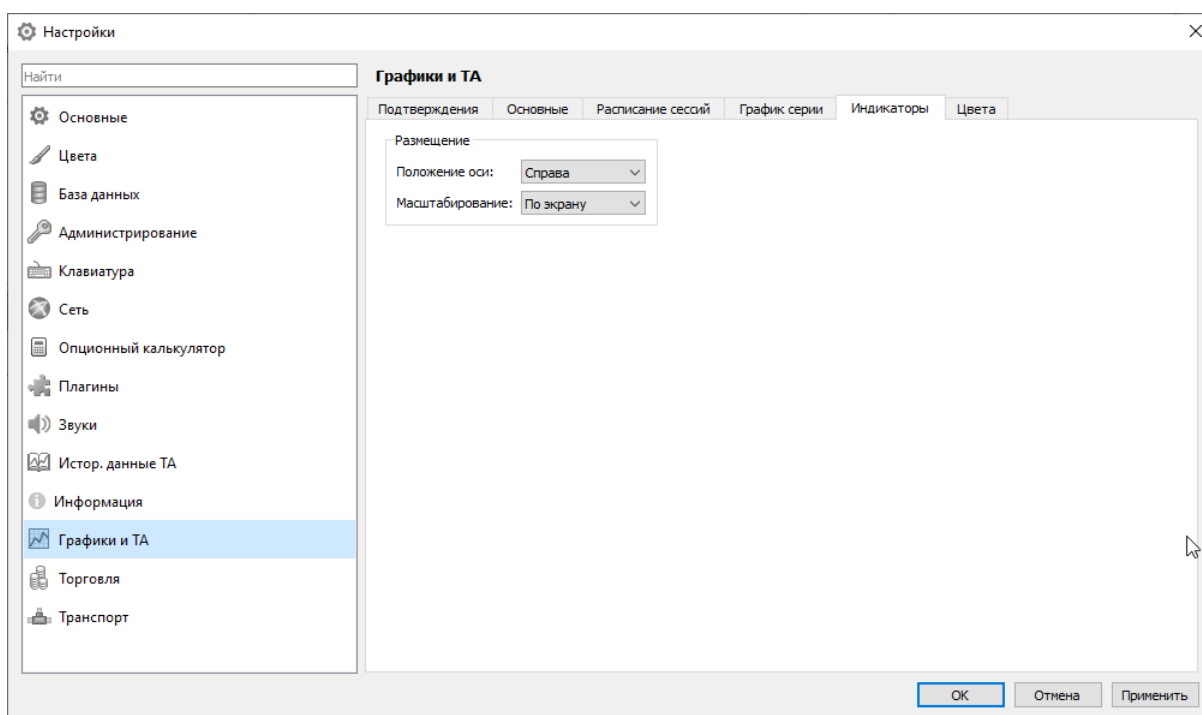 Настройки
Найти
Основные
Цвета
База данных
Администрирование
Клавиатура
Сеть
Опционный калькулятор
Плагины
Звуки
Истор. данные ТА
Информация
Графики и ТА
Торговля
Транспорт
Графики и ТА
Подтверждения Основные Расписание сессий График серии Индикаторы Цвета
Размещение
Положение оси: Справа
Масштабирование: По экрану
OK Отмена Применить